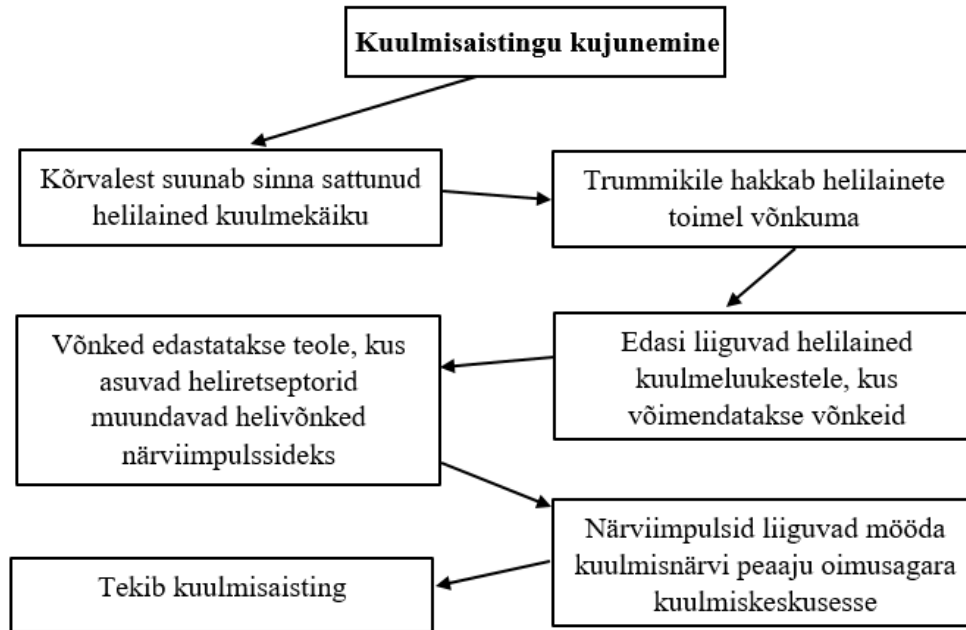 Kuulmisaistingu kujunemine
Kõrvalest suunab sinna sattunud
helilained kuulmekäiku
Trummikile hakkab helilainete
toimel võnkuma
Edasi liiguvad helilained
kuulmeluukestele, kus
võimendatakse võnkeid
Võnked edastatakse teole, kus
asuvad heliretseptorid
muundavad helivõnked
närviimpulssideks
Närviimpulsid liiguvad mööda
kuulmisnärvi peaaju oimusagara
kuulmiskeskusesse
Tekib kuulmisaisting